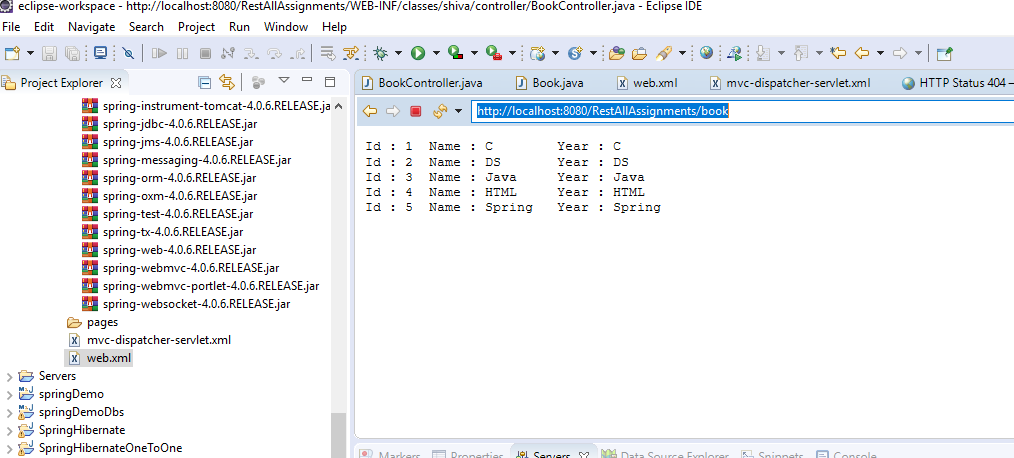 eclipse-workspace - http://localhost:8080/RestAllAssignments/WEB-INF/classes/shiva/controller/BookController.java - Eclipse IDE
File Edit Navigate Search Project Run Window Help
Project Explorer
spring-instrument-tomcat-4.0.6.RELEASE.ja
spring-jdbc-4.0.6.RELEASE.jar
spring-jms-4.0.6.RELEASE.jar
spring-messaging-4.0.6.RELEASE.jar
spring-orm-4.0.6.RELEASE.jar
spring-oxm-4.0.6.RELEASE.jar
spring-test-4.0.6.RELEASE.jar
spring-tx-4.0.6.RELEASE.jar
spring-web-4.0.6.RELEASE.jar
spring-webmvc-4.0.6.RELEASE.jar
spring-webmvc-portlet-4.0.6.RELEASE.jar
spring-websocket-4.0.6.RELEASE.jar
pages
mvc-dispatcher-servlet.xml
web.xml
Servers
springDemo
springDemoDbs
SpringHibernate
SpringHibernateOneToOne
BookController.java Book.java web.xml mvc-dispatcher-servlet.xml HTTP Status 404 –
http://localhost:8080/RestAllAssignments/book
Id : 1 Name : C Year : C
Id : 2 Name : DS Year : DS
Id : 3 Name : Java Year : Java
Id : 4 Name : HTML Year : HTML
Id : 5 Name : Spring Year : Spring
Markers Properties Servers Data Source Explorer Snippets Console